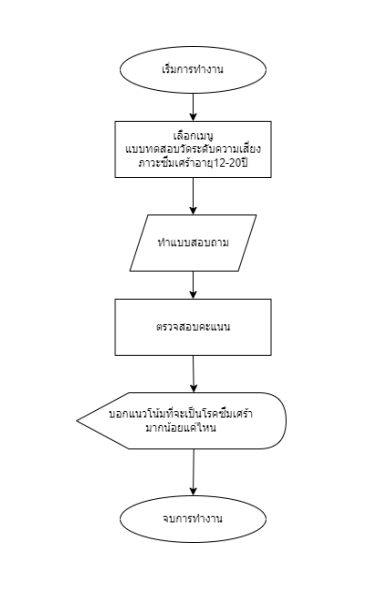 เริ่มการทำงาน
เลือกเมนู
แบบทดสอบวัดระดับความเสี่ยง
ภาวะซึมเศร้าอายุ12-20ปี
ทำแบบสอบถาม
ตรวจสอบคะแนน
บอกแนวโน้มที่จะเป็นโรคซึมเศร้า
มากน้อยแค่ไหน
จบการทำงาน